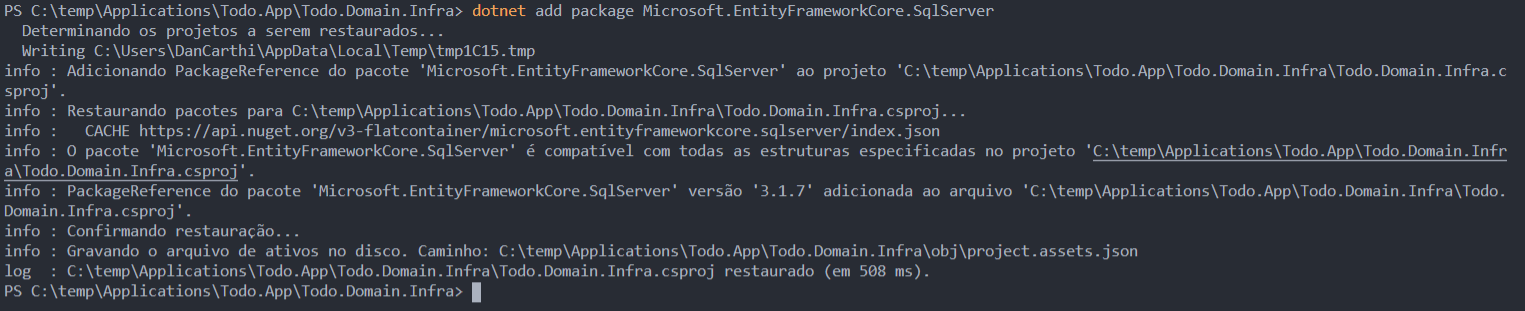 PS C:\temp\Applications\Todo.App\Todo.Domain.Infra> dotnet add package Microsoft.EntityFrameworkCore.SqlServer
  Determinando os projetos a serem restaurados...
  Writing C:\Users\DanCarthi\AppData\Local\Temp\tmp1C15.tmp
info : Adicionando PackageReference do pacote 'Microsoft.EntityFrameworkCore.SqlServer' ao projeto 'C:\temp\Applications\Todo.App\Todo.Domain.Infra\Todo.Domain.Infra.c
sproj'.
info : Restaurando pacotes para C:\temp\Applications\Todo.App\Todo.Domain.Infra\Todo.Domain.Infra.csproj...
info :   CACHE https://api.nuget.org/v3-flatcontainer/microsoft.entityframeworkcore.sqlserver/index.json
info : O pacote 'Microsoft.EntityFrameworkCore.SqlServer' é compatível com todas as estruturas especificadas no projeto 'C:\temp\Applications\Todo.App\Todo.Domain.Infr
a\Todo.Domain.Infra.csproj'.
info : PackageReference do pacote 'Microsoft.EntityFrameworkCore.SqlServer' versão '3.1.7' adicionada ao arquivo 'C:\temp\Applications\Todo.App\Todo.Domain.Infra\Todo.
Domain.Infra.csproj'.
info : Confirmando restauração...
info : Gravando o arquivo de ativos no disco. Caminho: C:\temp\Applications\Todo.App\Todo.Domain.Infra\obj\project.assets.json
log  : C:\temp\Applications\Todo.App\Todo.Domain.Infra\Todo.Domain.Infra.csproj restaurado (em 508 ms).
PS C:\temp\Applications\Todo.App\Todo.Domain.Infra>